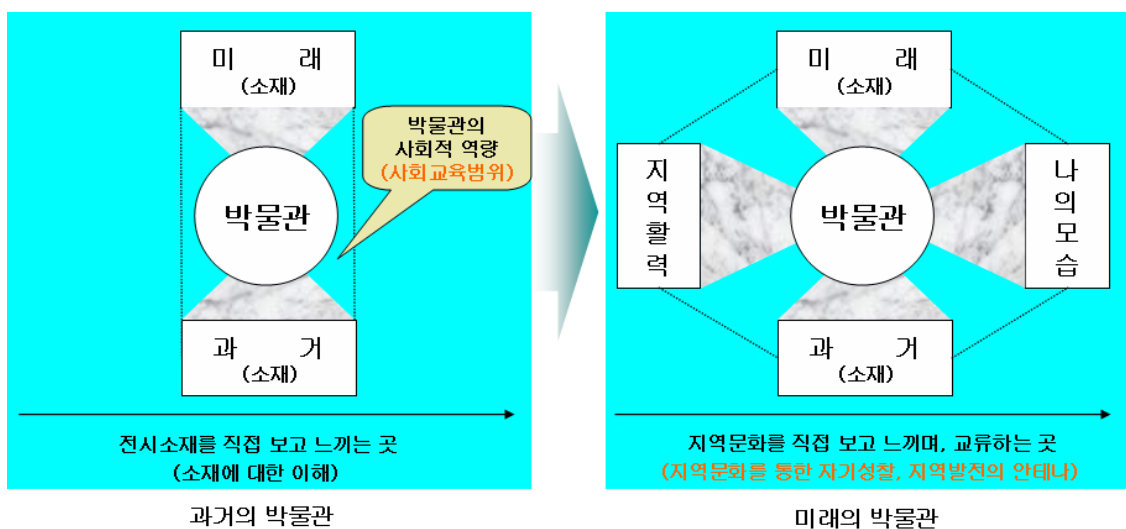 미 래
(소재)
박물관의
사회적 역량
(사회교육범위)
박물관
과 거
(소재)
전시소재를 직접 보고 느끼는 곳
(소재에 대한 이해)
과거의 박물관
미 래
(소재)
지역활력
박물관
나의모습
과 거
(소재)
지역문화를 직접 보고 느끼며, 교류하는 곳
(지역문화를 통한 자기성찰, 지역발전의 안테나)
미래의 박물관